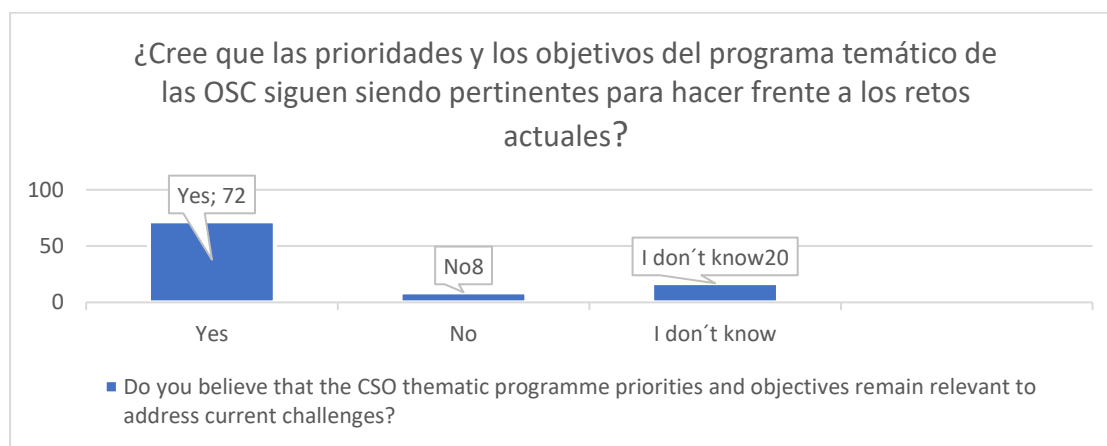 ¿Cree que las prioridades y los objetivos del programa temático de
las OSC siguen siendo pertinentes para hacer frente a los retos
actuales?
100
50
0
Yes; 72
No8
I don´t know20
Yes
No
I don´t know
Do you believe that the CSO thematic programme priorities and objectives remain relevant to
address current challenges?